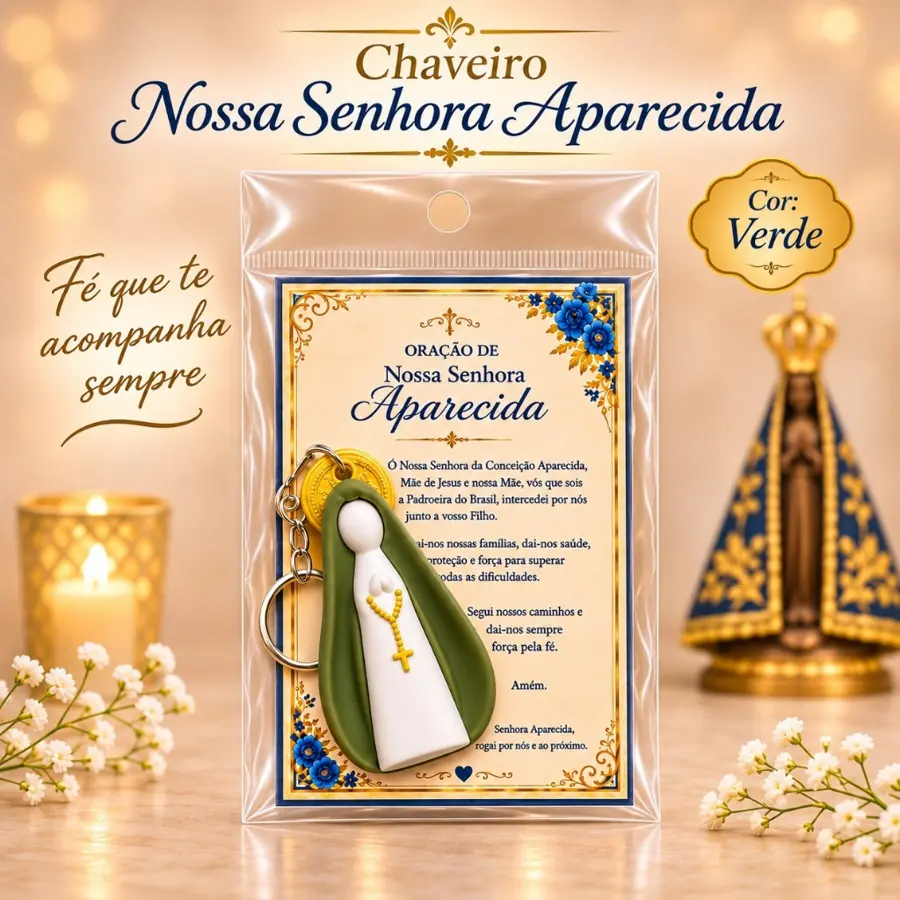 Chaveiro
Nossa Senhora Aparecida
Cor:
Verde
Fé que te
acompanha
sempre
ORAÇÃO DE
Nossa Senhora
Aparecida
Ó Nossa Senhora da Conceição Aparecida,
Mãe de Jesus e nossa Mãe, vós que sois
a Padroeira do Brasil, intercedei por nós
junto a vosso Filho.
ai-nos nossas famílias, dai-nos saúde,
proteção e força para superar
odas as dificuldades.
Segui nossos caminhos e
dai-nos sempre
força pela fé.
Amém.
Senhora Aparecida,
rogai por nós e ao próximo.